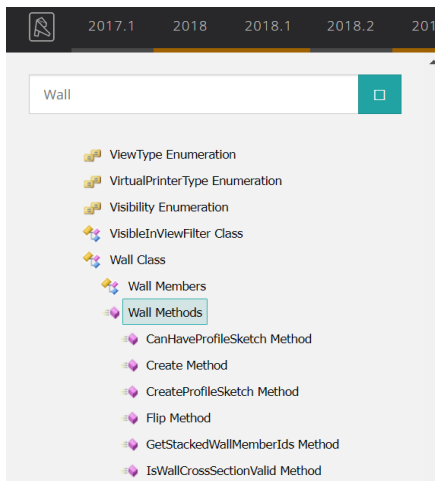 2017.1 2018 2018.1 2018.2 201
Wall
ViewType Enumeration
VirtualPrinterType Enumeration
Visibility Enumeration
VisibleInViewFilter Class
Wall Class
Wall Members
Wall Methods
CanHaveProfileSketch Method
Create Method
CreateProfileSketch Method
Flip Method
GetStackedWallMemberIds Method
IsWallCrossSectionValid Method